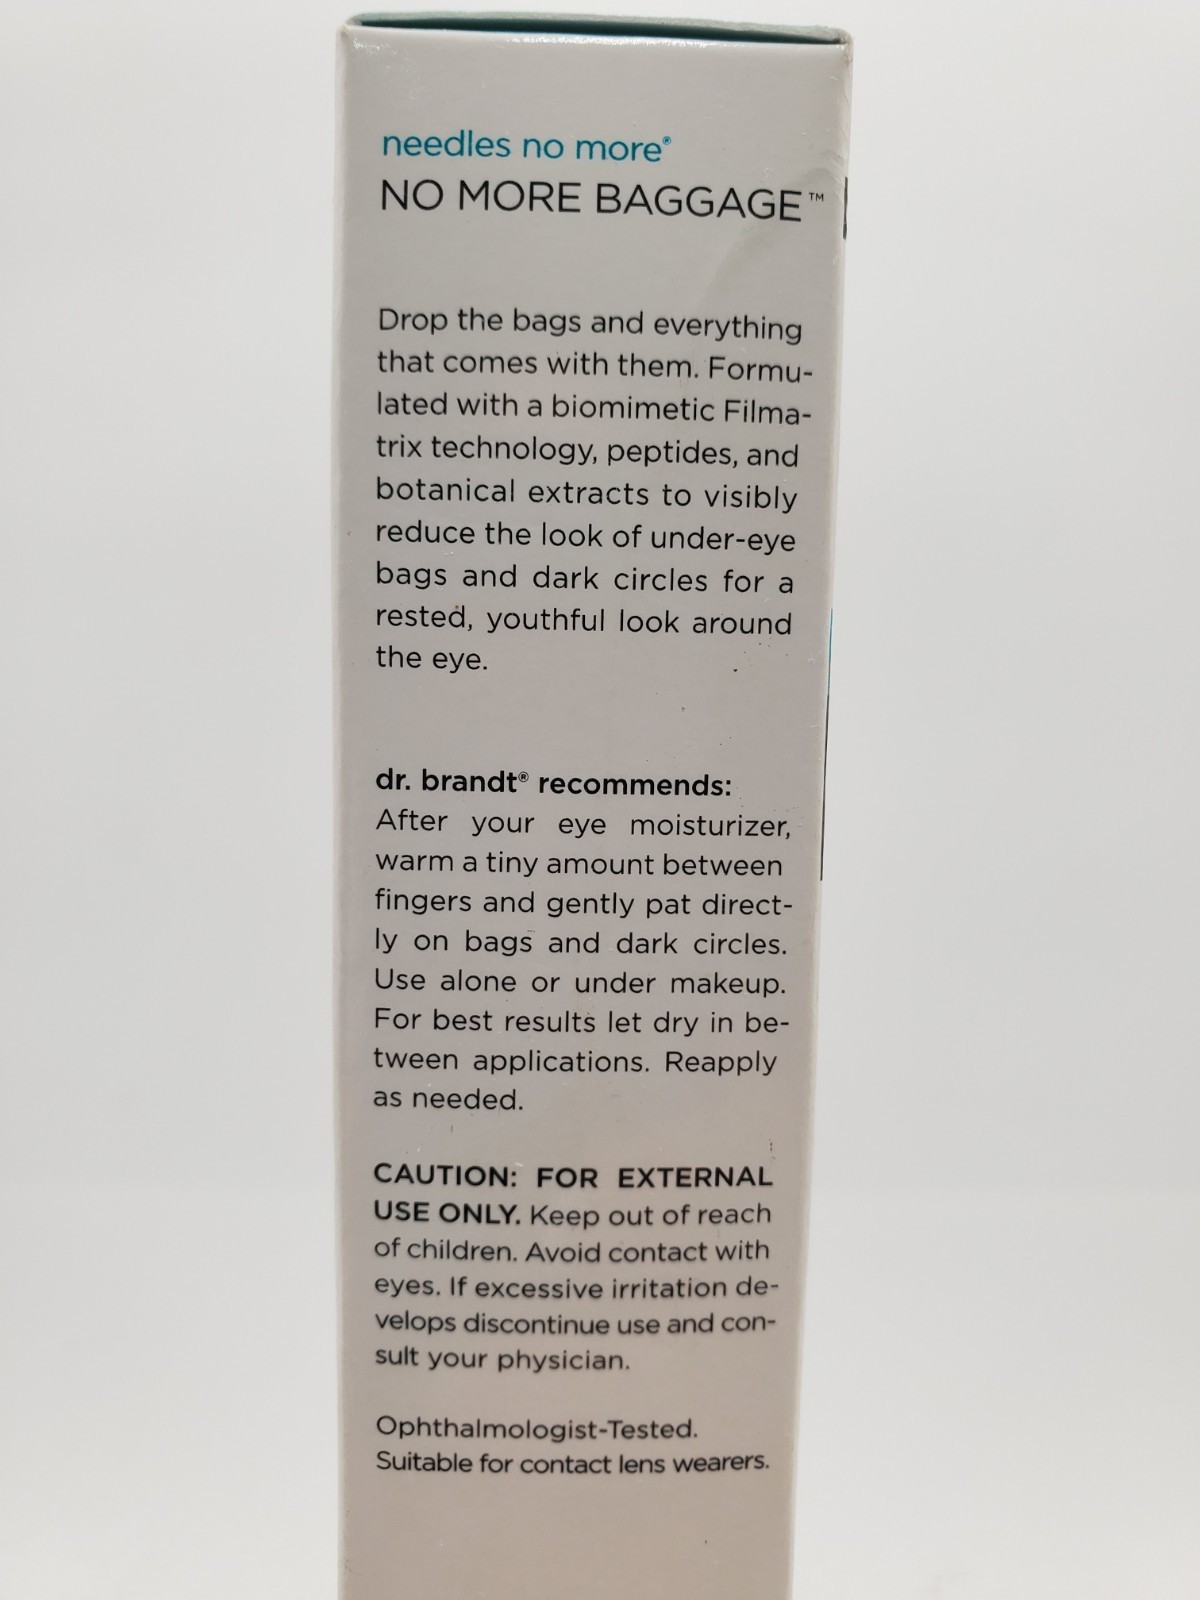 needles no more®
NO MORE BAGGAGE™
Drop the bags and everything
that comes with them. Formu-
lated with a biomimetic Filma-
trix technology, peptides, and
botanical extracts to visibly
reduce the look of under-eye
bags and dark circles for a
rested, youthful look around
the eye.
dr. brandt® recommends:
After your eye moisturizer,
warm a tiny amount between
fingers and gently pat direct-
ly on bags and dark circles.
Use alone or under makeup.
For best results let dry in be-
tween applications. Reapply
as needed.
CAUTION: FOR EXTERNAL
USE ONLY. Keep out of reach
of children. Avoid contact with
eyes. If excessive irritation de-
velops discontinue use and con-
sult your physician.
Ophthalmologist-Tested.
Suitable for contact lens wearers.